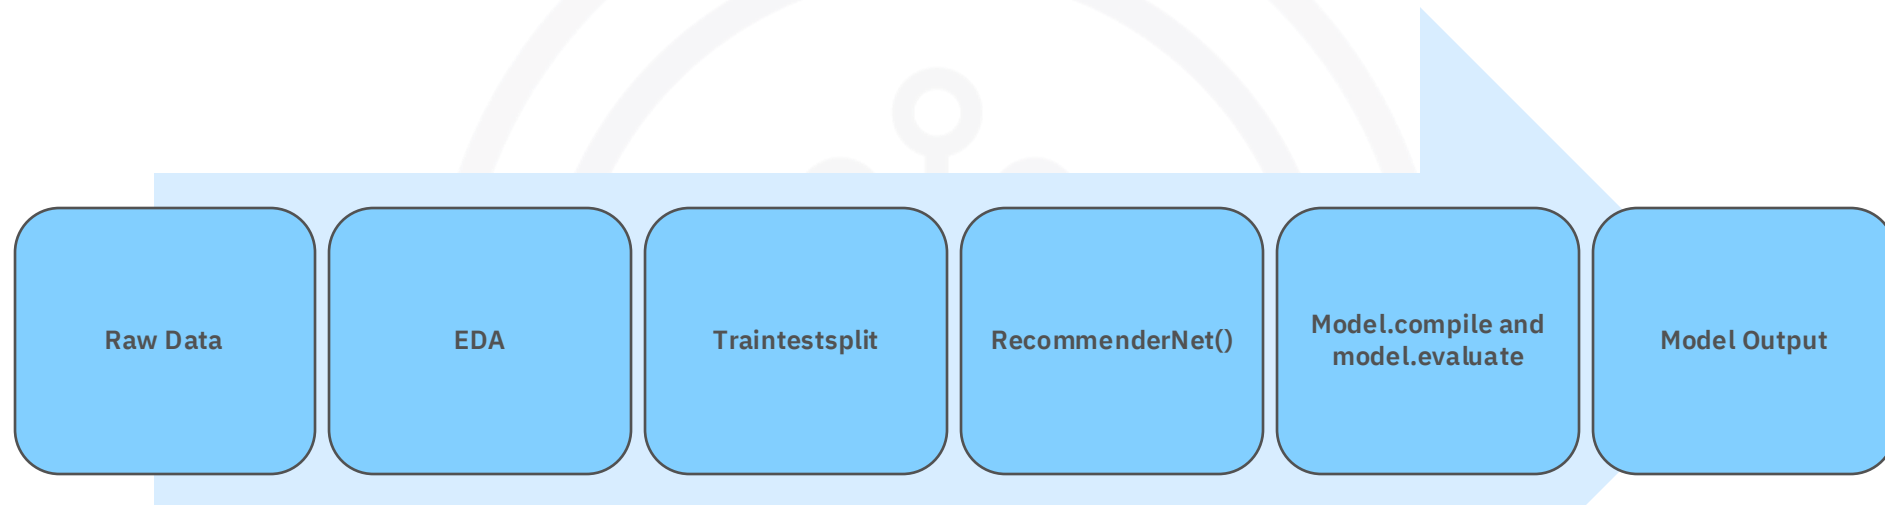 Raw Data
EDA
Traintestsplit
RecommenderNet()
Model.compile and
model.evaluate
Model Output